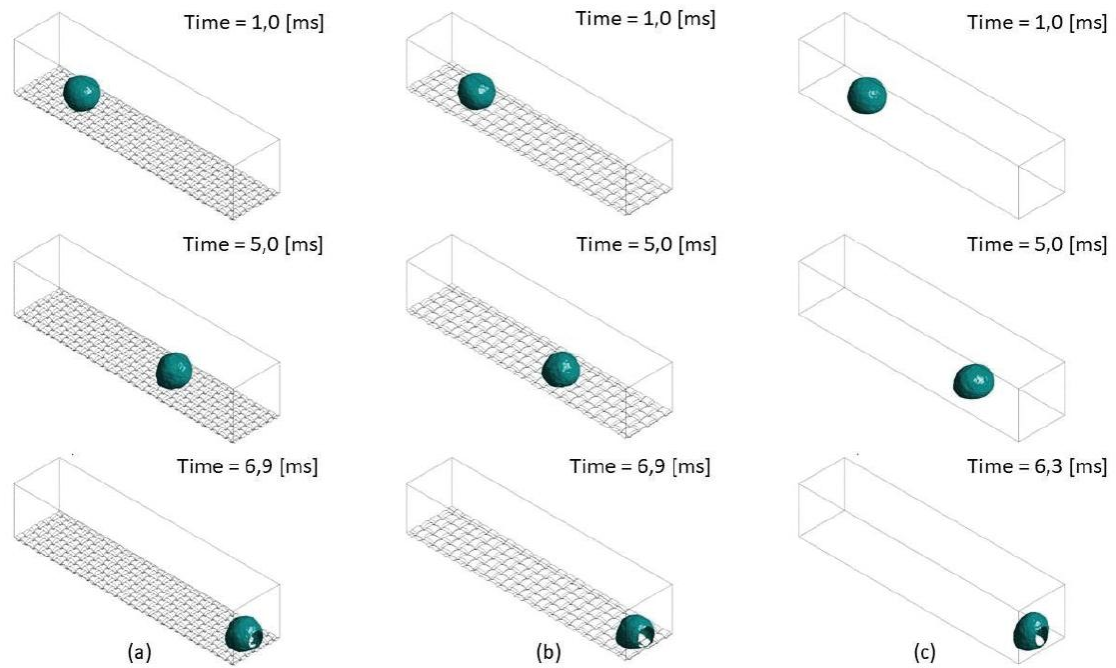 Time = 1,0 [ms]
Time = 1,0 [ms]
Time = 1,0 [ms]
Time = 5,0 [ms]
Time = 5,0 [ms]
Time = 5,0 [ms]
Time = 6,9 [ms]
Time = 6,9 [ms]
Time = 6,3 [ms]
(a)
(b)
(c)